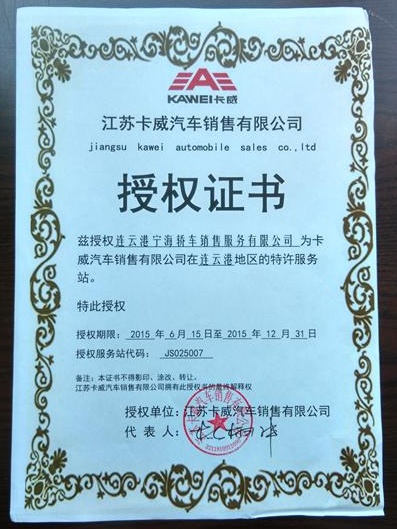 KAWEI卡威
江苏卡威汽车销售有限公司
jiangsu kawei automobile sales co.,ltd
授权证书
兹授权连云港宁海轿车销售服务有限公司为卡
威汽车销售有限公司在连云港地区的特许服务
站。
特此授权
授权期限: 2015 年 6 月 15 日至 2015 年 12 月 31 日
授权服务站代码: JS025007
备注: 本证书不得影印、涂改、转让。
江苏卡威汽车销售有限公司拥有此授权书的最终解释权
授权单位: 江苏卡威汽车销售有限公司
代 表 人: